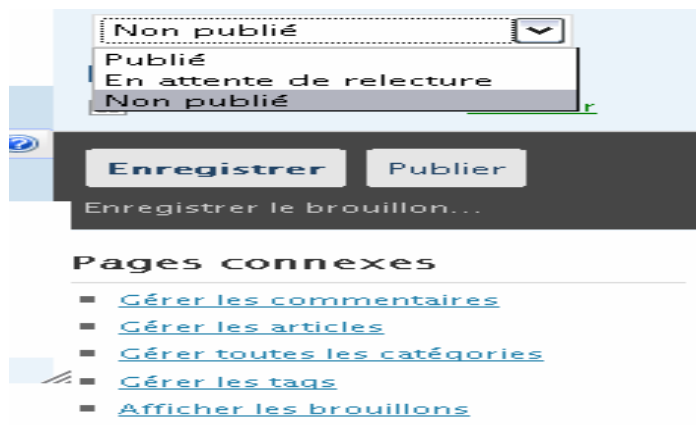 Non publié
Publié
En attente de relecture
Non publié
r
Enregistrer Publier
Enregistrer le brouillon...
Pages connexes
Gérer les commentaires
Gérer les articles
Gérer toutes les catégories
Gérer les tags
Afficher les brouillons